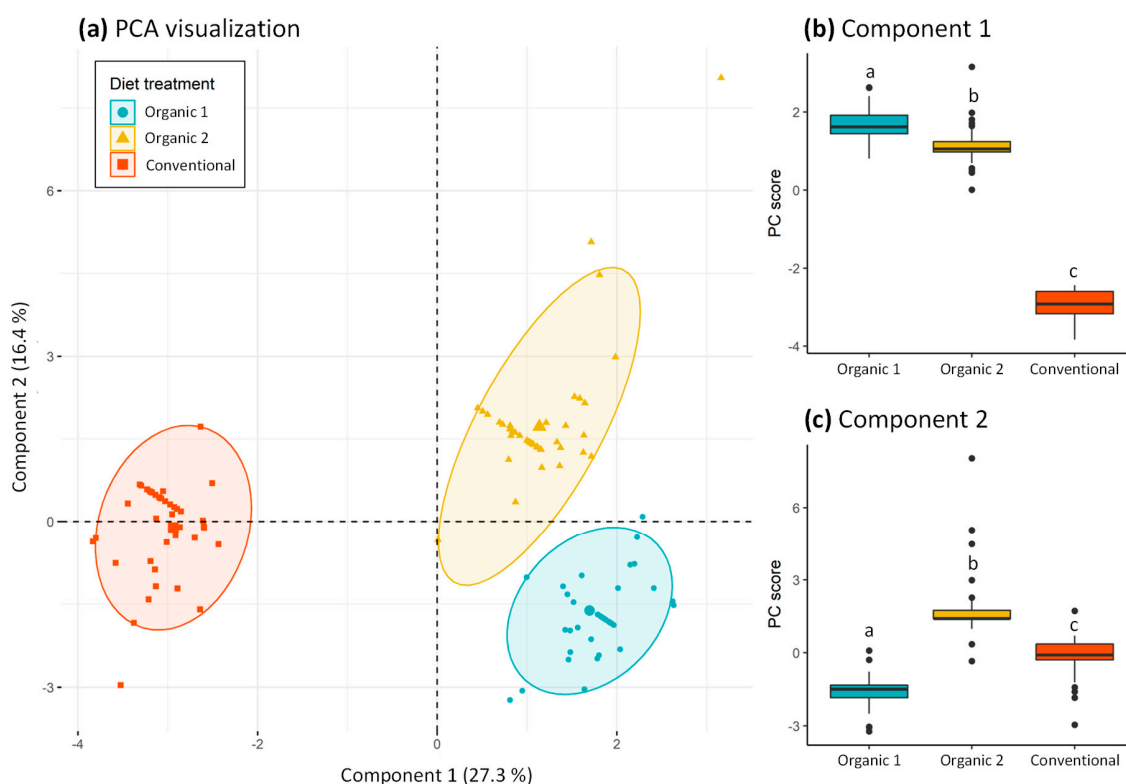 (a) PCA visualization
Diet treatment
Organic 1
Organic 2
Conventional
6
3
0
-3
-4
-2
0
2
Component 2 (16.4 %)
Component 1 (27.3 %)
(b) Component 1
PC score
2
0
-2
-4
a
b
c
Organic 1
Organic 2
Conventional
(c) Component 2
PC score
6
3
0
-3
a
b
c
Organic 1
Organic 2
Conventional